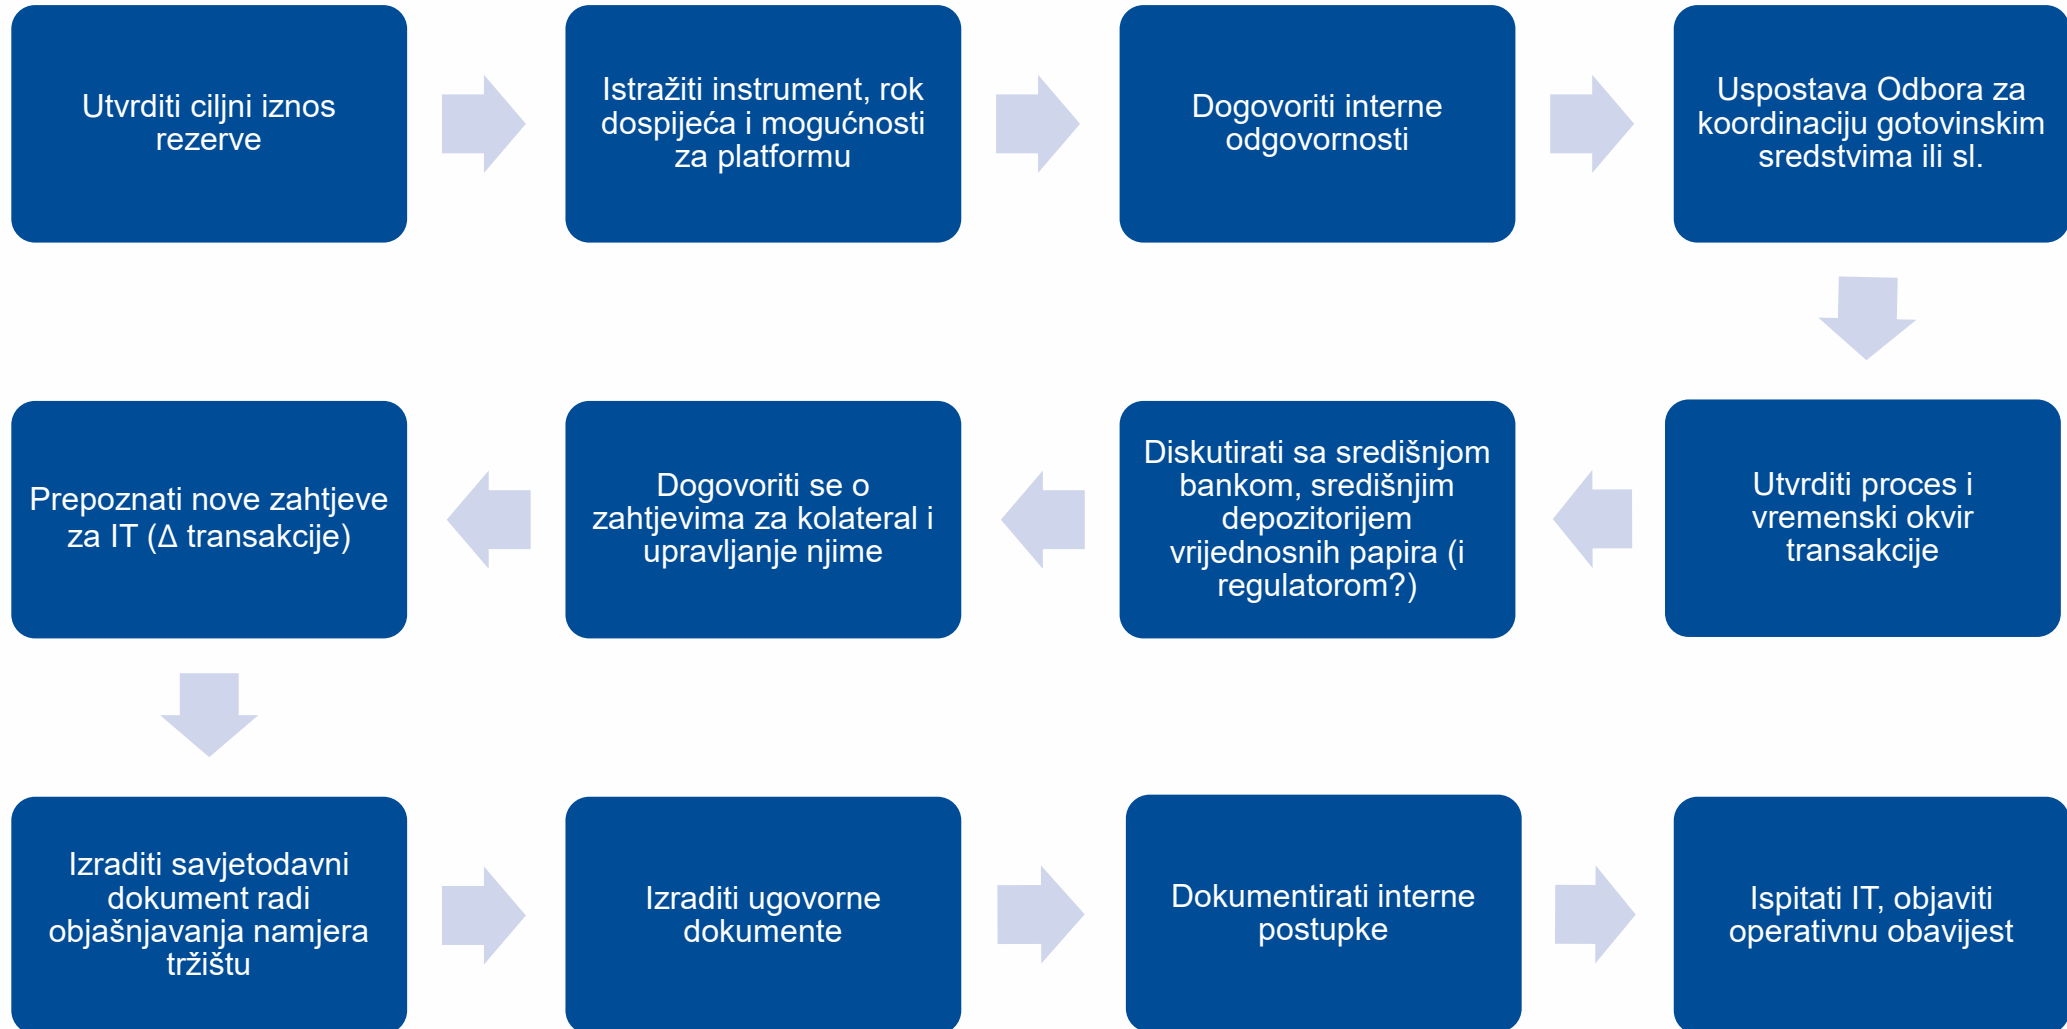 Utvrditi ciljni iznos
rezerve
Istražiti instrument, rok
dospijeća i mogućnosti
za platformu
Dogovoriti interne
odgovornosti
Uspostava Odbora za
koordinaciju gotovinskim
sredstvima ili sl.
Utvrditi proces i
vremenski okvir
transakcije
Diskutirati sa središnjom
bankom, središnjim
depozitorijem
vrijednosnih papira (i
regulatorom?)
Dogovoriti se o
zahtjevima za kolateral i
upravljanje njime
Prepoznati nove zahtjeve
za IT (Δ transakcije)
Izraditi savjetodavni
dokument radi
objašnjavanja namjera
tržištu
Izraditi ugovorne
dokumente
Dokumentirati interne
postupke
Ispitati IT, objaviti
operativnu obavijest